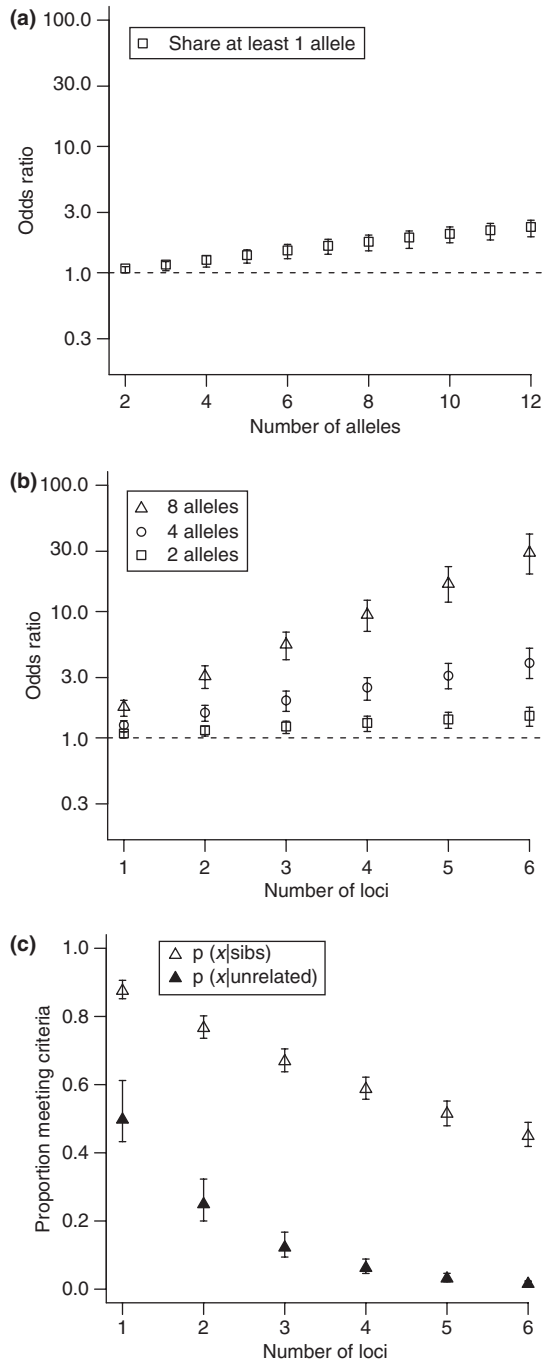 (a)
100.0
30.0
10.0
3.0
1.0
0.3
Odds ratio
Share at least 1 allele
2 4 6 8 10 12
Number of alleles
(b)
100.0
30.0
10.0
3.0
1.0
0.3
Odds ratio
8 alleles
4 alleles
2 alleles
1 2 3 4 5 6
Number of loci
(c)
1.0
0.8
0.6
0.4
0.2
0.0
Proportion meeting criteria
p (x|sibs)
p (x|unrelated)
1 2 3 4 5 6
Number of loci